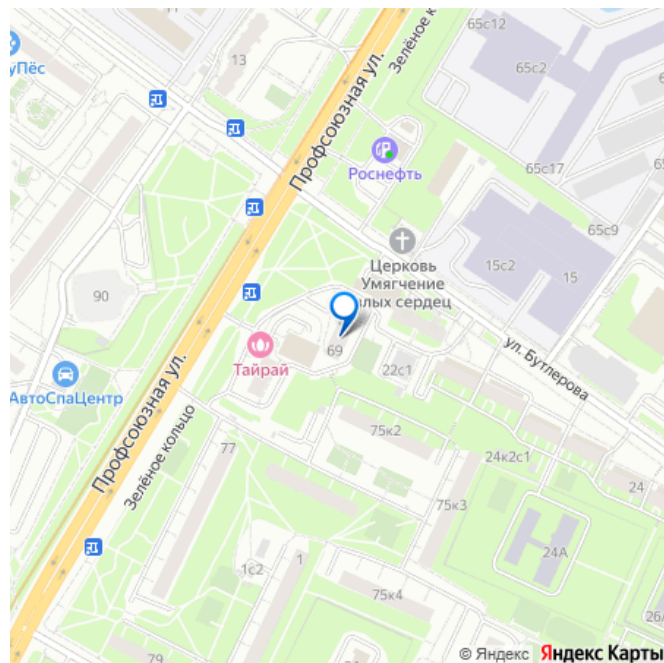 65с12
Зелёное к
13
уПёс
65с2
Профсоюзная ул.
Роснефть
65с17
65с9
Церковь
Умягчение
лых сердец
15с2
15
90
69
Тайрай
22с1
ул. Бутлерова
АвтоСпаЦентр
Профсоюзная ул.
Зелёное кольцо
77
75к2
24к2с1
24
75к3
24А
1с2
1
75к4
79
© Яндекс Яндекс Карты